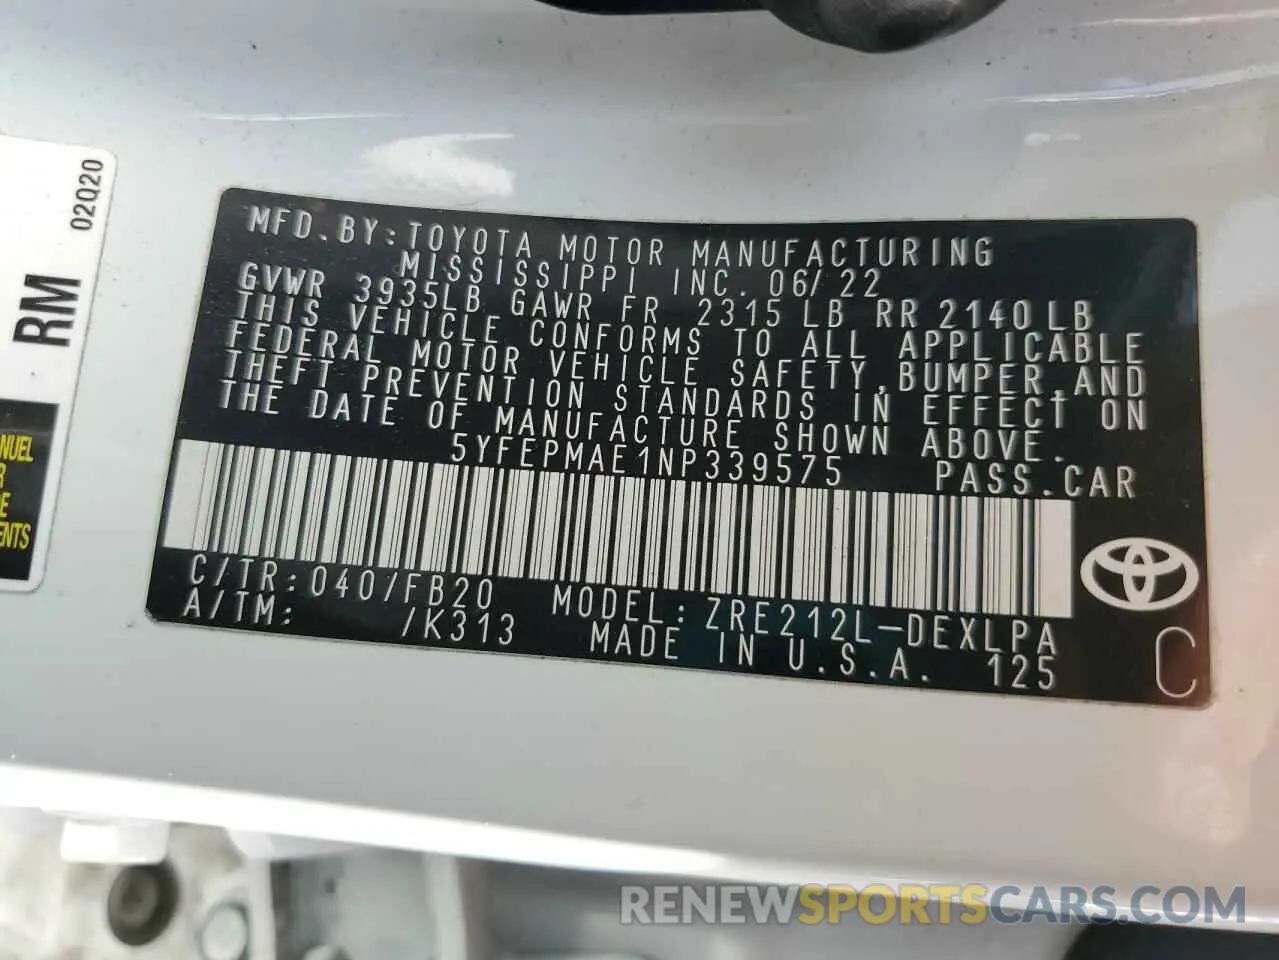 02Q20
RM
NUEL
R
E
ENTS
MFD.BY:TOYOTA MOTOR MANUFACTURING
MISSISSIPPI INC. 06/22
GVWR 3935LB GAWR FR 2315 LB RR 2140 LB
THIS VEHICLE CONFORMS TO ALL APPLICABLE
FEDERAL MOTOR VEHICLE SAFETY, BUMPER, AND
THEFT PREVENTION STANDARDS IN EFFECT ON
THE DATE OF MANUFACTURE SHOWN ABOVE.
5YFEPMAE1NP339575 PASS.CAR
C/TR:040/FB20 MODEL:ZRE212L-DEXLPA
A/TM: /K313 MADE IN U.S.A. 125
C
RENEWSPORTSCARS.COM